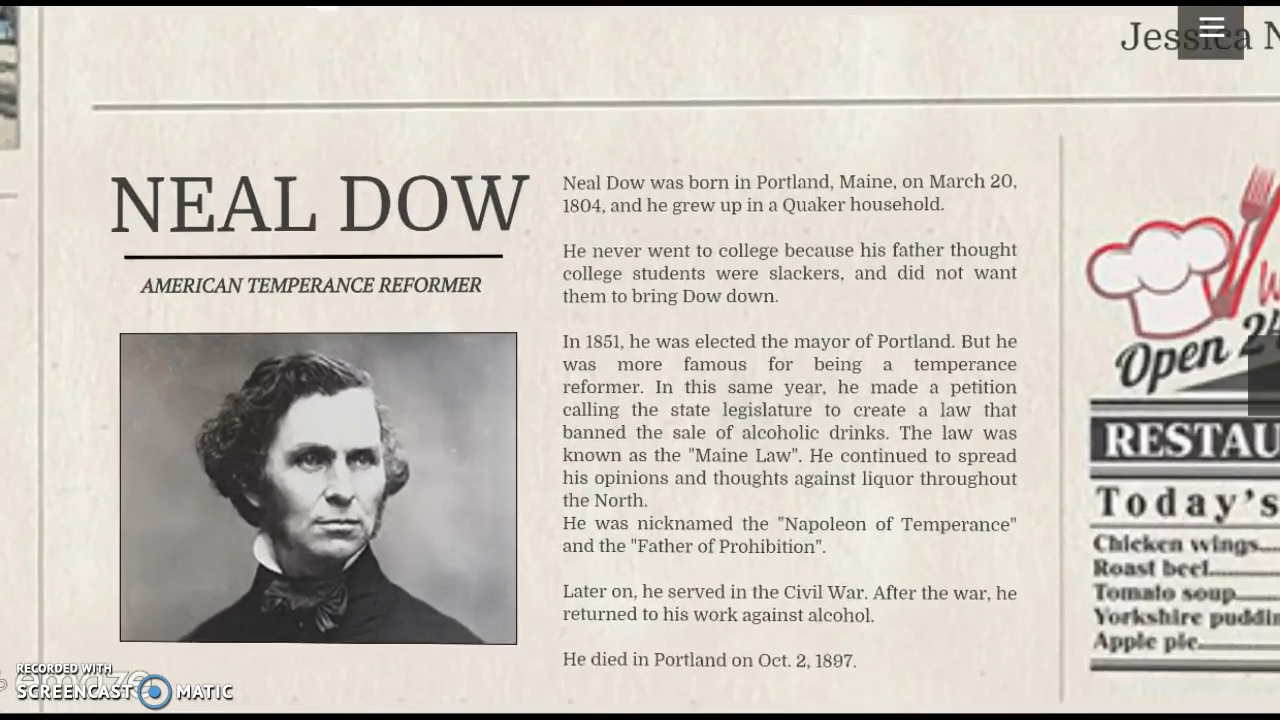 Jessica N
NEAL DOW
AMERICAN TEMPERANCE REFORMER
Neal Dow was born in Portland, Maine, on March 20,
1804, and he grew up in a Quaker household.
He never went to college because his father thought
college students were slackers, and did not want
them to bring Dow down.
In 1851, he was elected the mayor of Portland. But he
was more famous for being a temperance
reformer. In this same year, he made a petition
calling the state legislature to create a law that
banned the sale of alcoholic drinks. The law was
known as the "Maine Law". He continued to spread
his opinions and thoughts against liquor throughout
the North.
He was nicknamed the "Napoleon of Temperance"
and the "Father of Prohibition".
Later on, he served in the Civil War. After the war, he
returned to his work against alcohol.
He died in Portland on Oct. 2, 1897.
Open 24
RESTAU
Today's
Chicken wings....
Roast beef..........
Tomato soup......
Yorkshire puddin
Apple pie............
emaze
RECORDED WITH
SCREENCAST MATIC